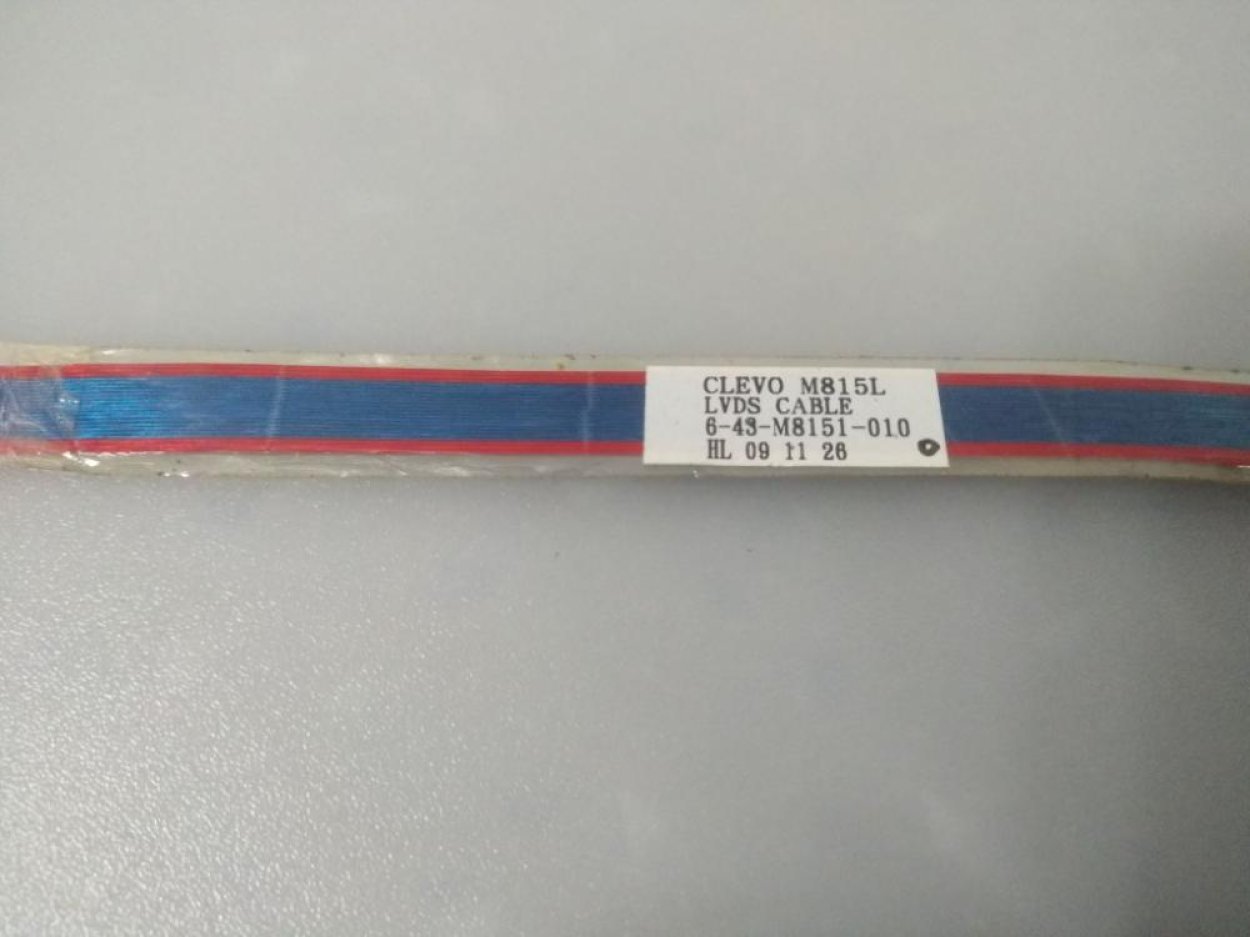 CLEVO M815L
LVDS CABLE
6-43-M8151-010
HL 09 11 26